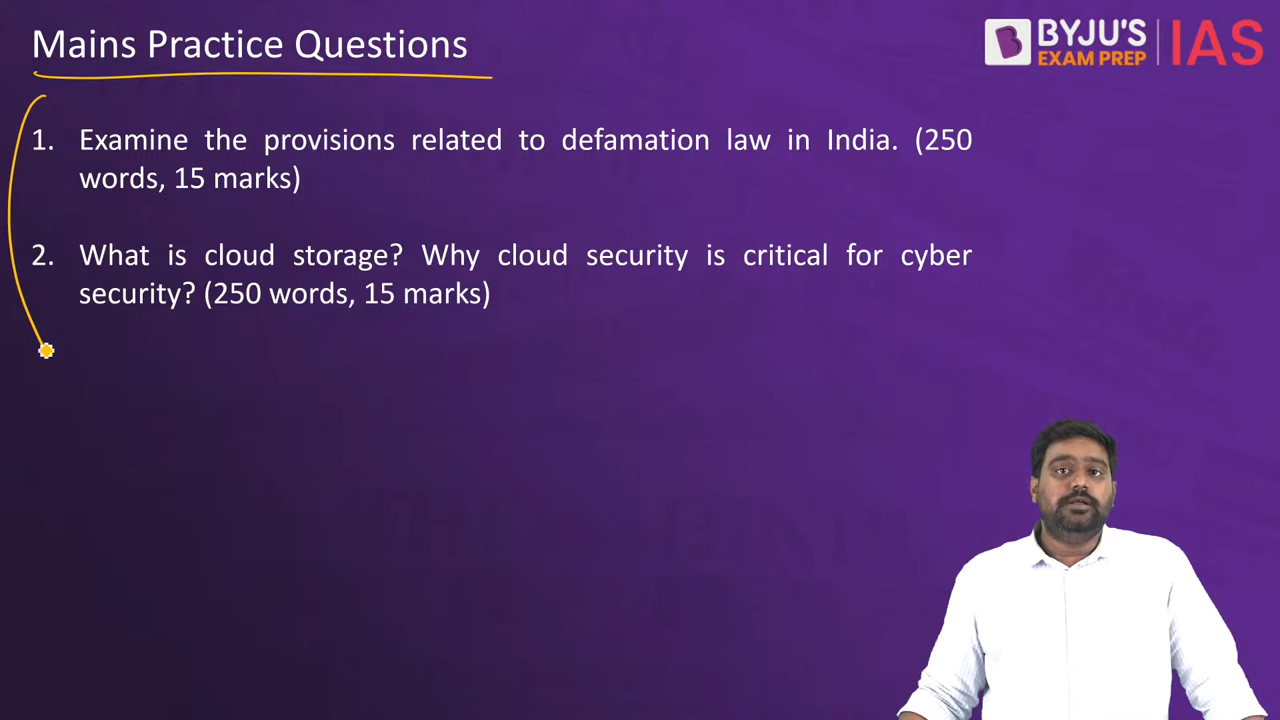 Mains Practice Questions
BYJU'S
EXAM PREP
IAS
1. Examine the provisions related to defamation law in India. (250
words, 15 marks)
2. What is cloud storage? Why cloud security is critical for cyber
security? (250 words, 15 marks)